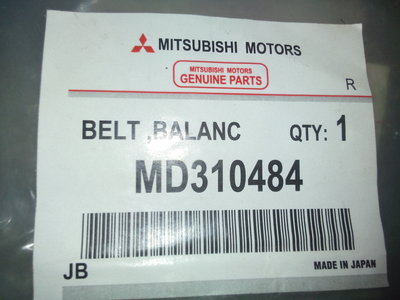 MITSUBISHI MOTORS
MITSUBISHI MOTORS
GENUINE PARTS
R
BELT ,BALANC QTY: 1
MD310484
JB MADE IN JAPAN